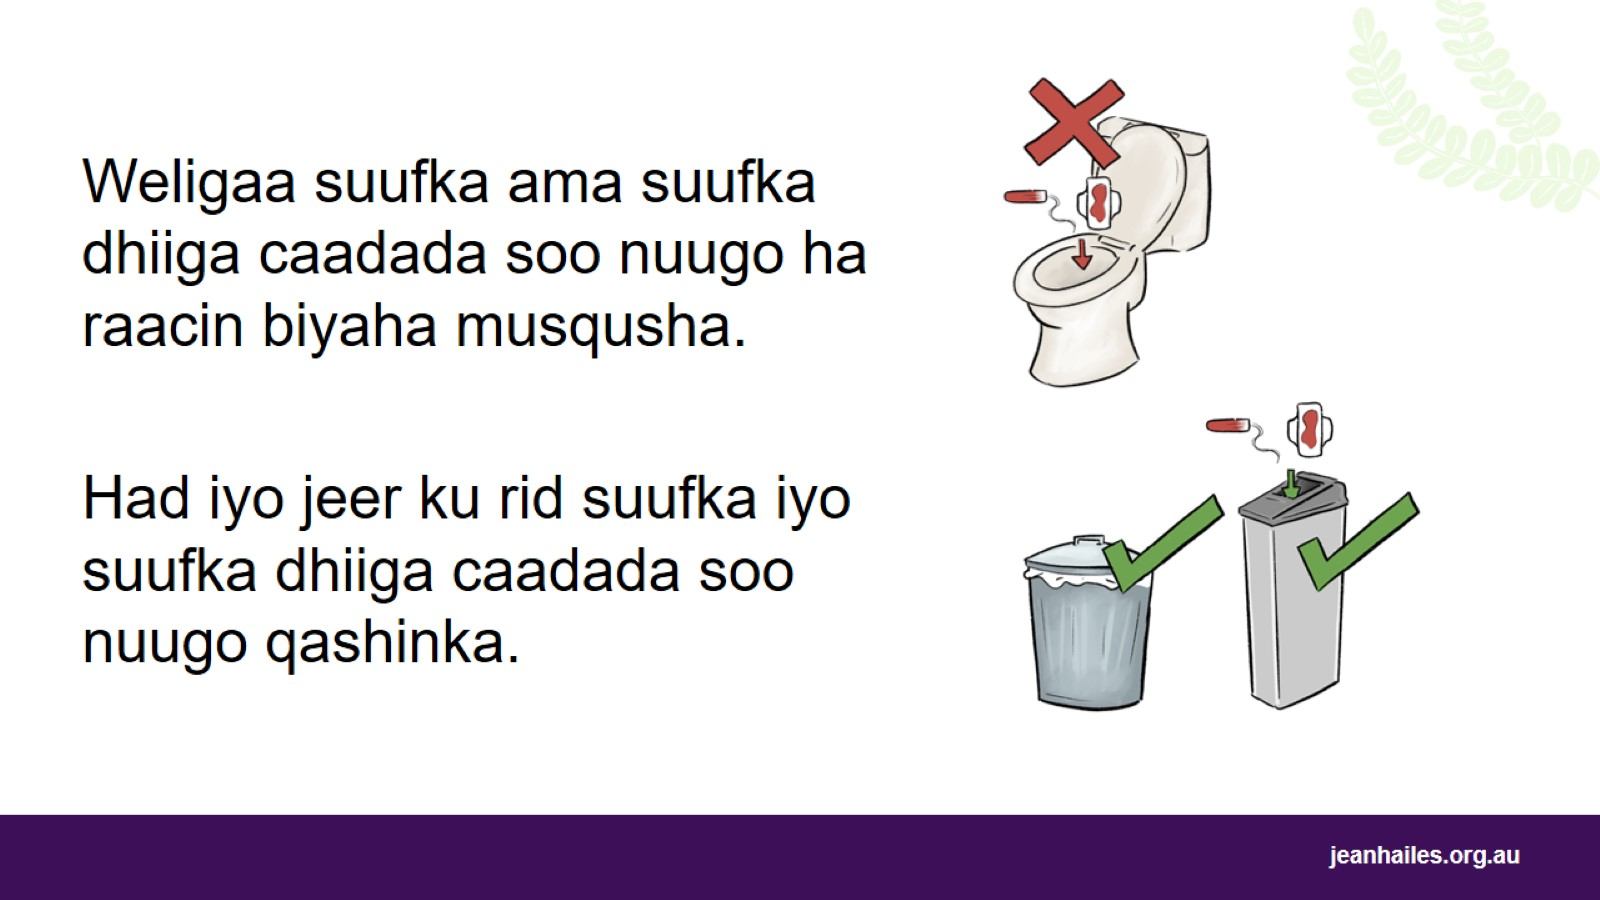 Weligaa suufka ama suufka
dhiiga caadada soo nuugo ha
raacin biyaha musqusha.
Had iyo jeer ku rid suufka iyo
suufka dhiiga caadada soo
nuugo qashinka.
jeanhailes.org.au